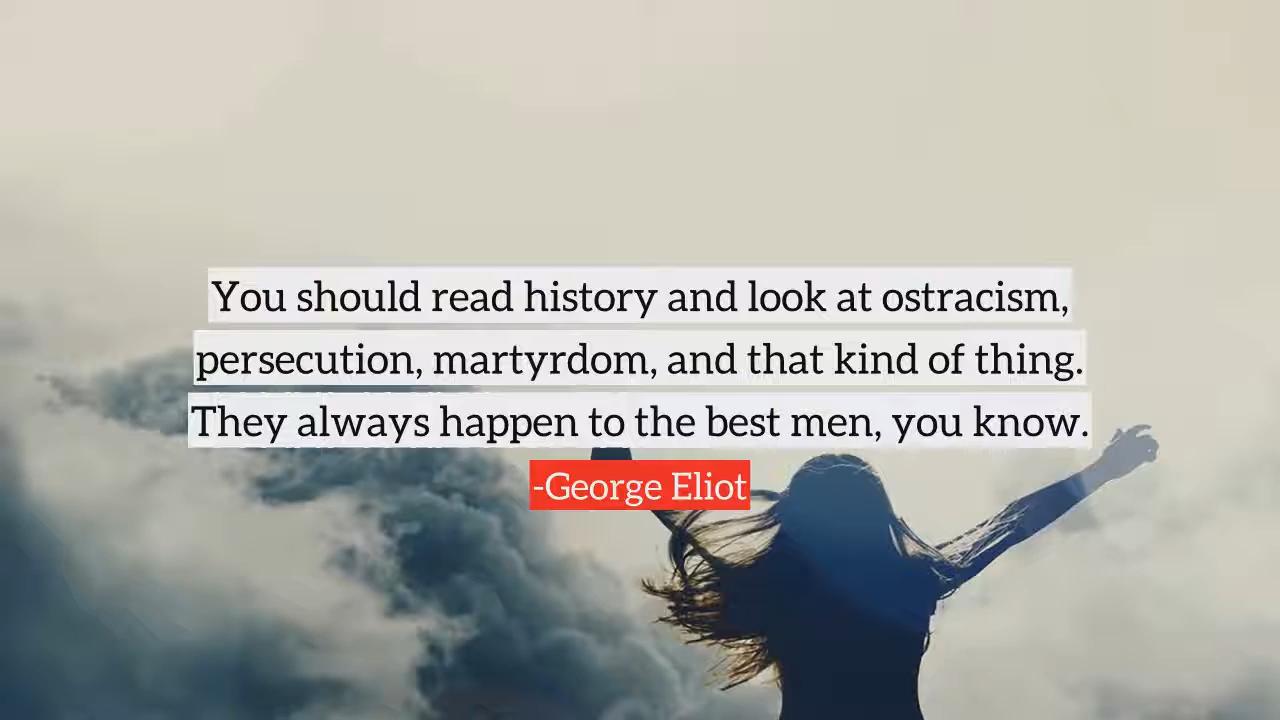 You should read history and look at ostracism,
persecution, martyrdom, and that kind of thing.
They always happen to the best men, you know.
-George Eliot